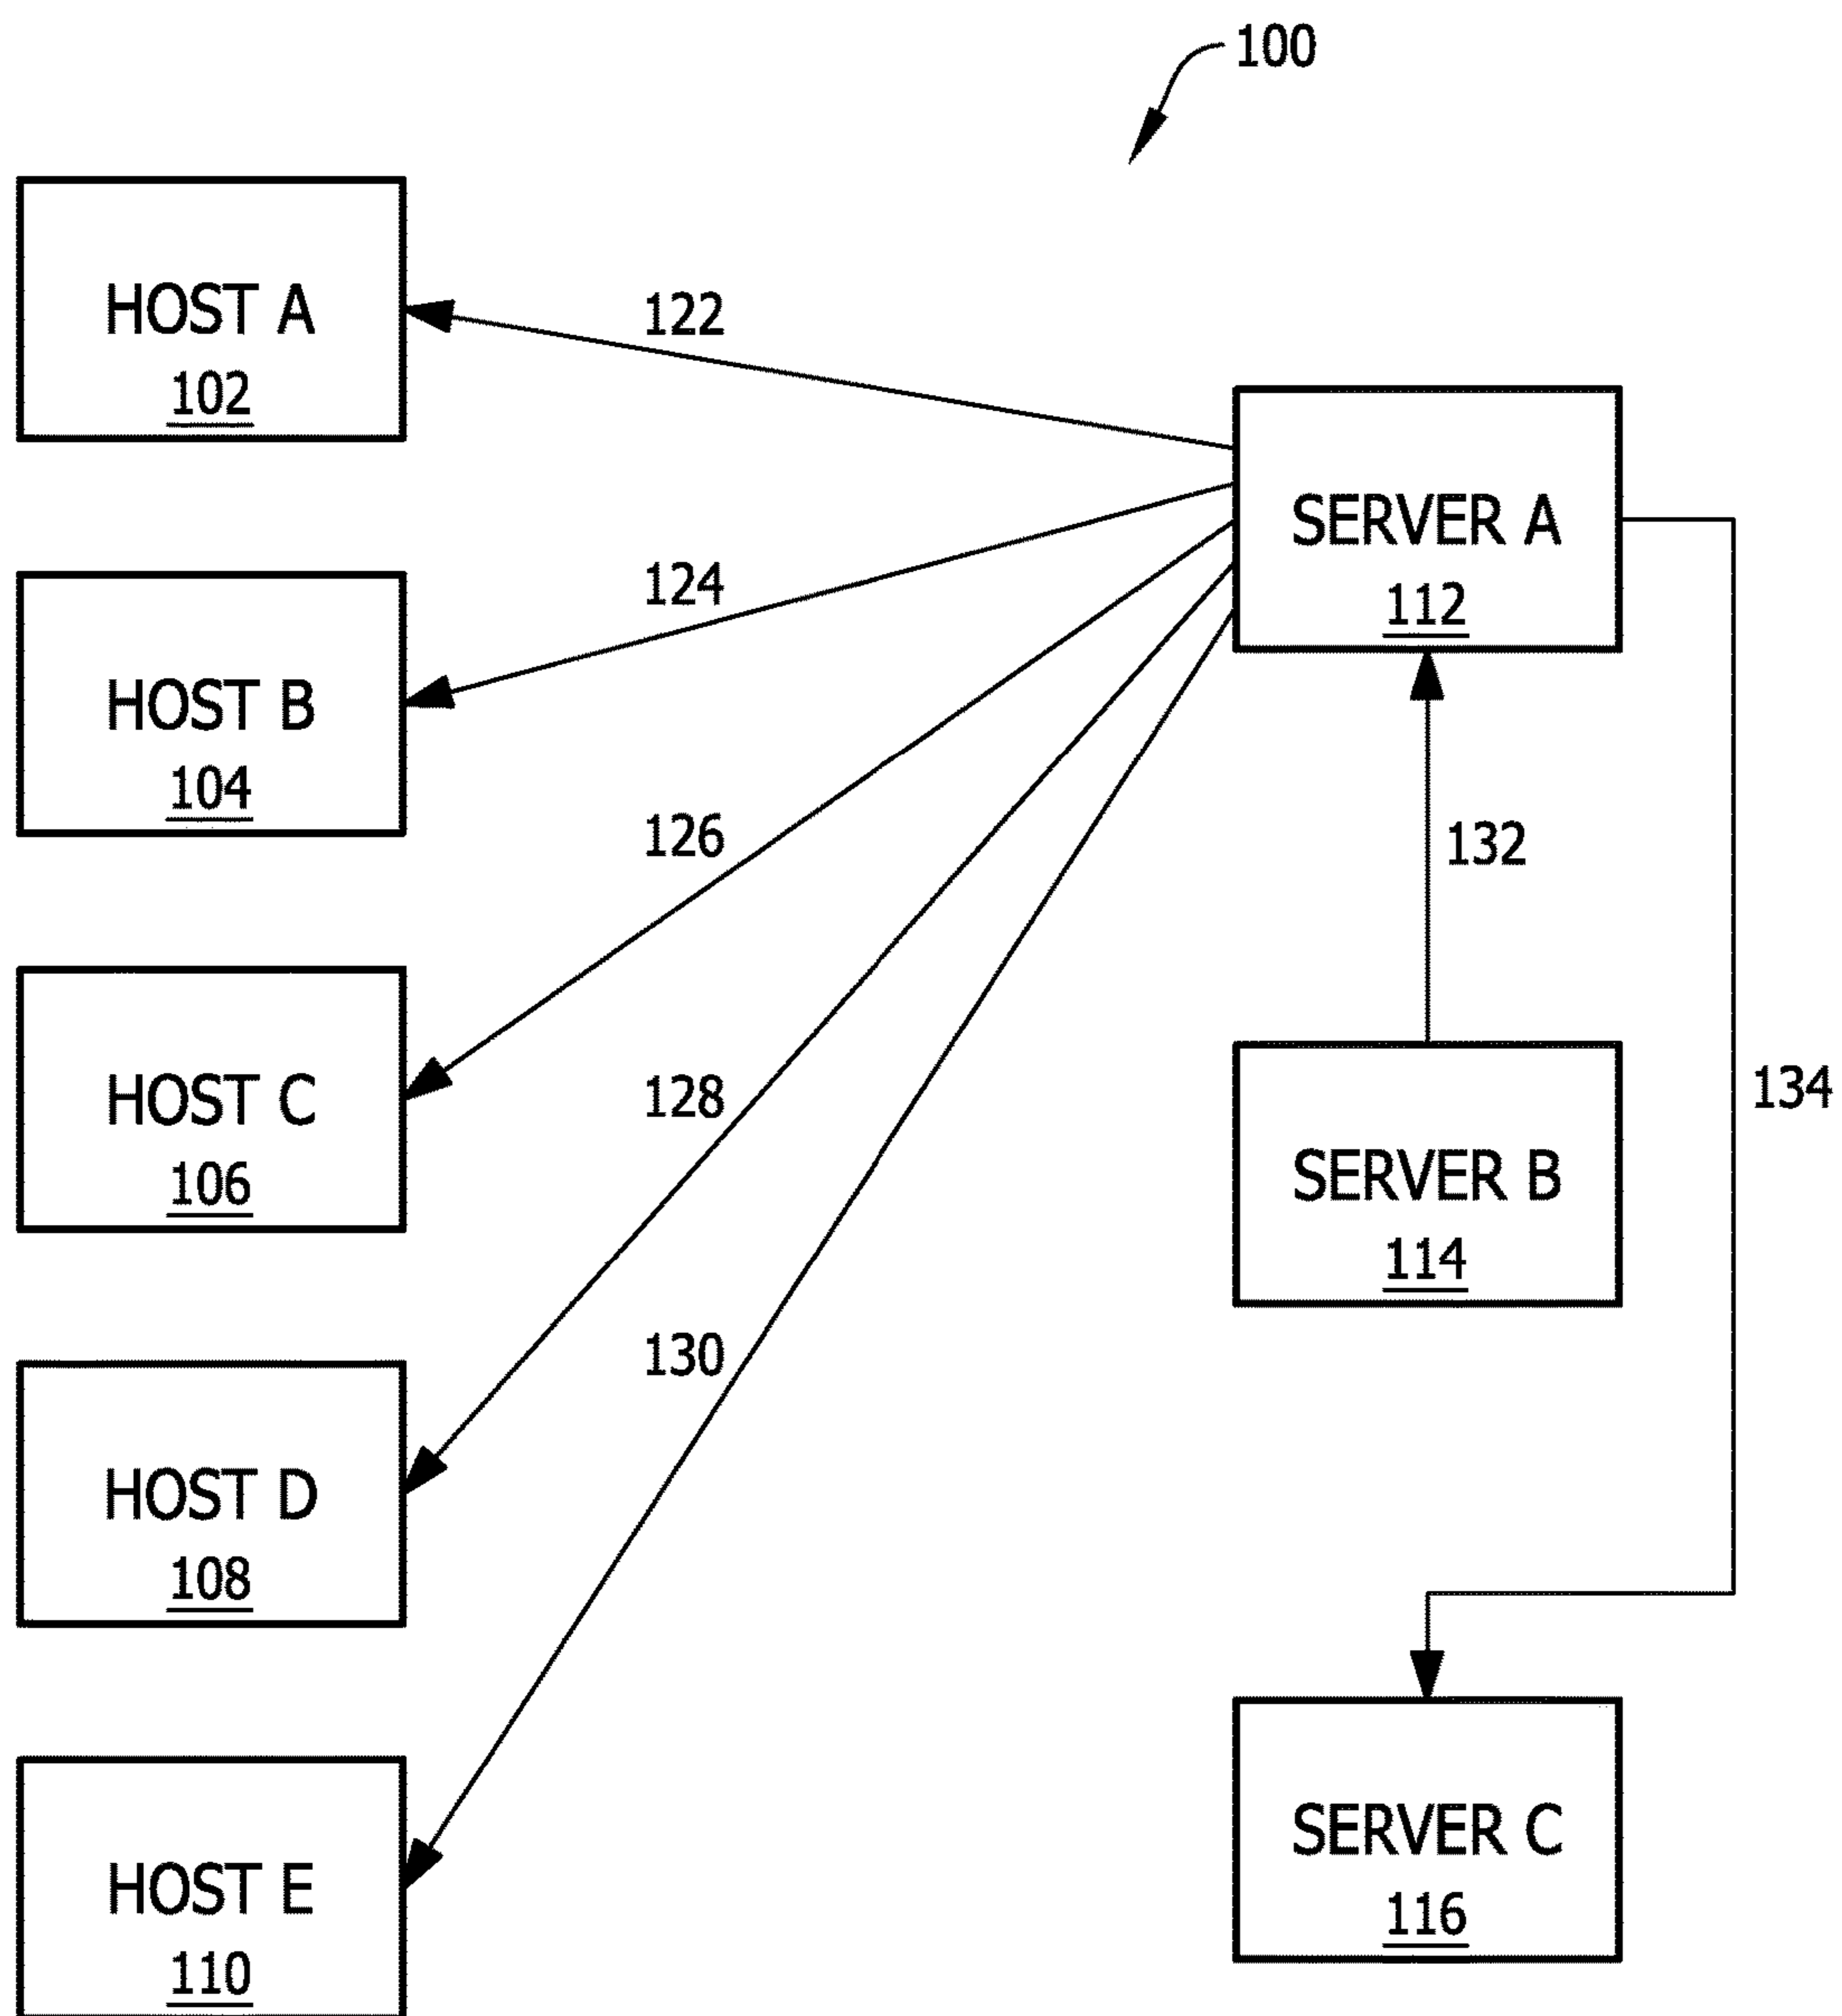 100
HOST A
102
122
SERVER A
112
HOST B
104
124
126
132
HOST C
106
128
134
SERVER B
114
130
HOST D
108
SERVER C
116
HOST E
110